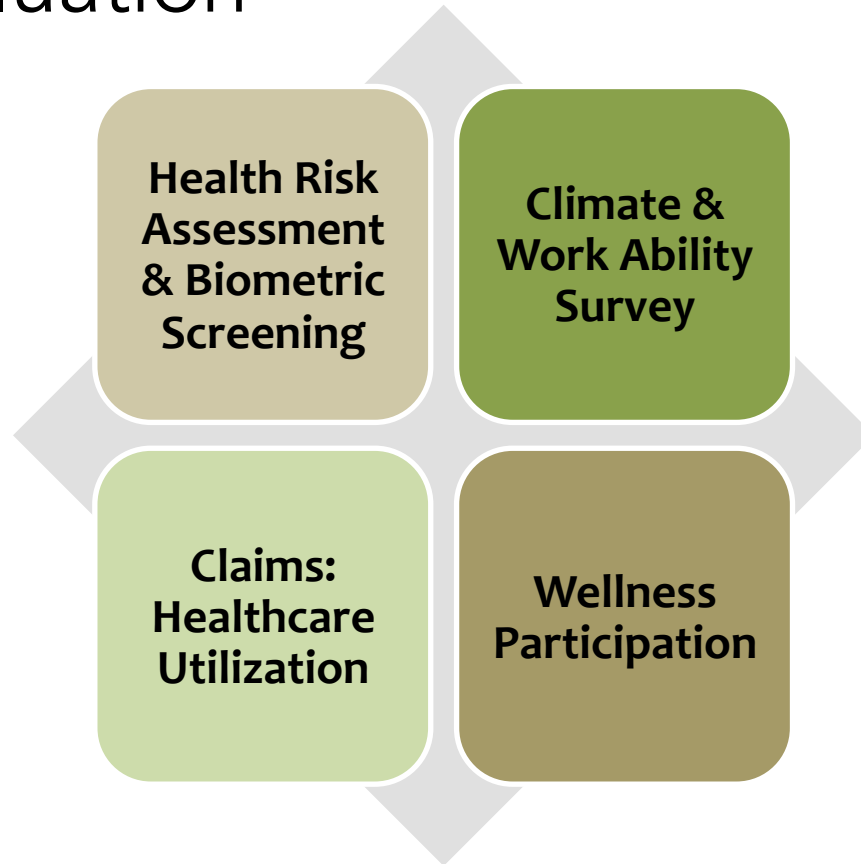 Health Risk
Assessment
& Biometric
Screening
Climate &
Work Ability
Survey
Claims:
Healthcare
Utilization
Wellness
Participation